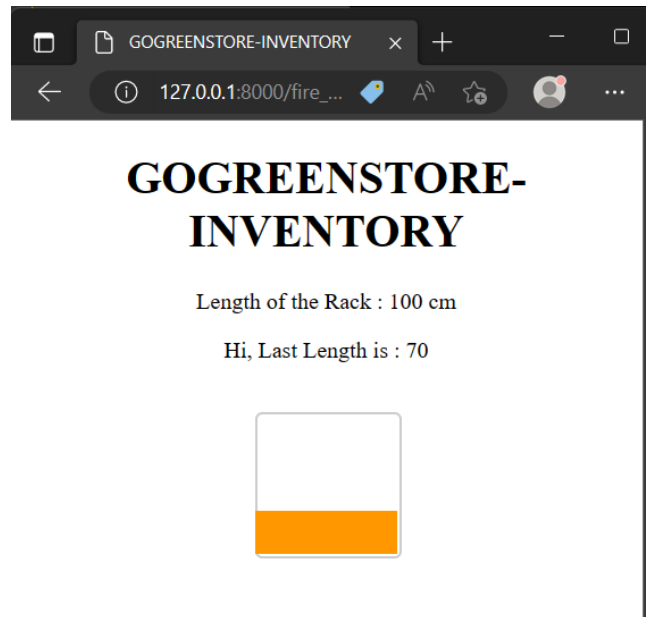 GOGREENSTORE-INVENTORY
127.0.0.1:8000/fire_...
GOGREENSTORE-
INVENTORY
Length of the Rack : 100 cm
Hi, Last Length is : 70